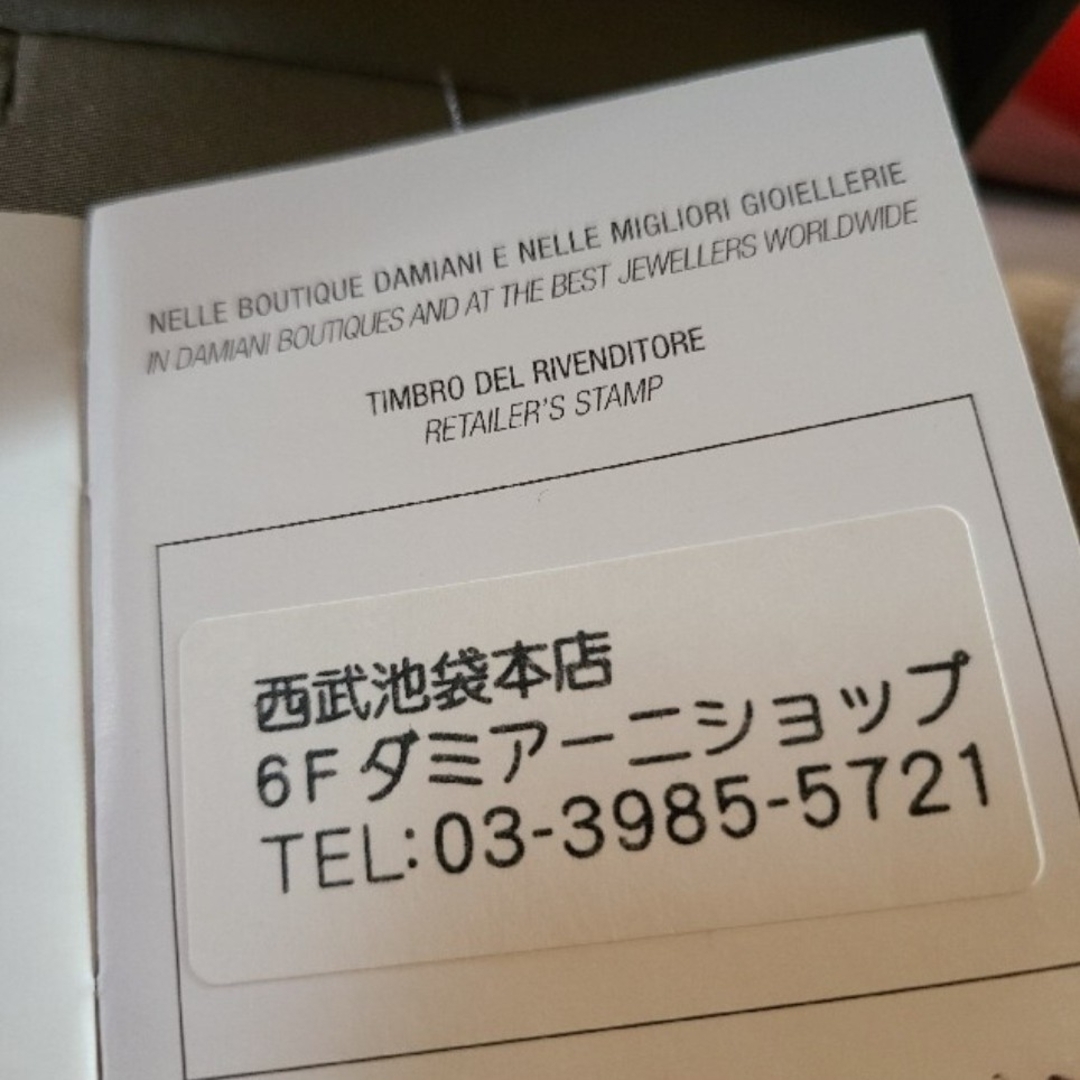 NELLE BOUTIQUE DAMIANI E NELLE MIGLIORI GIOIELLERIE
IN DAMIANI BOUTIQUES AND AT THE BEST JEWELLERS WORLDWIDE
TIMBRO DEL RIVENDITORE
RETAILER'S STAMP
西武池袋本店
6Fダミアーニショップ
TEL:03-3985-5721